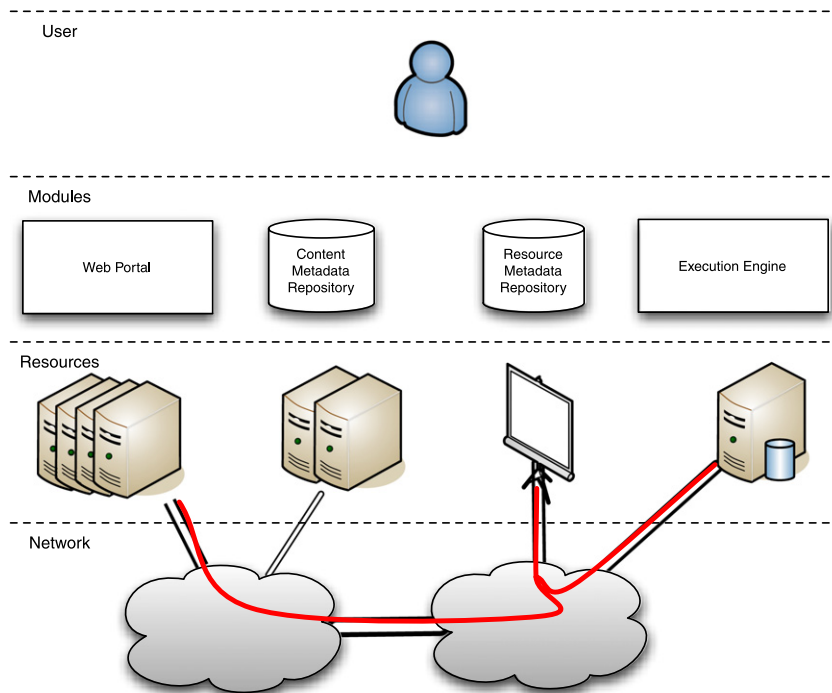 User
Modules
Web Portal
Content
Metadata
Repository
Resource
Metadata
Repository
Execution Engine
Resources
Network